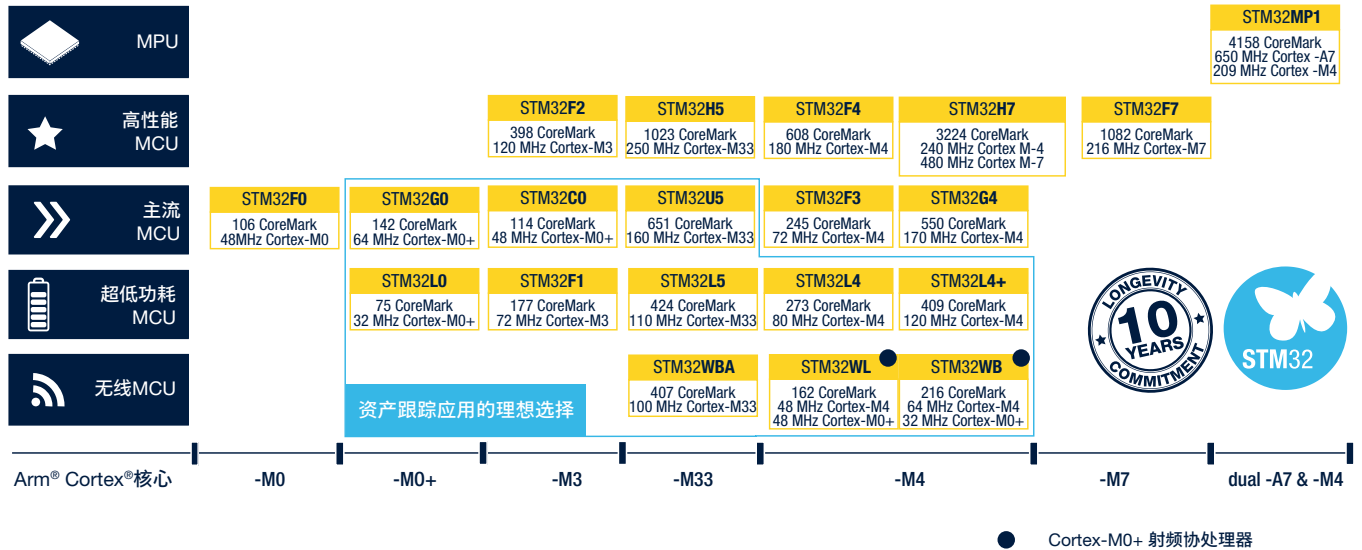 MPU
STM32MP1
4158 CoreMark
650 MHz Cortex -A7
209 MHz Cortex -M4
高性能
MCU
STM32F2
398 CoreMark
120 MHz Cortex-M3
STM32H5
1023 CoreMark
250 MHz Cortex-M33
STM32F4
608 CoreMark
180 MHz Cortex-M4
STM32H7
3224 CoreMark
240 MHz Cortex M-4
480 MHz Cortex M-7
STM32F7
1082 CoreMark
216 MHz Cortex-M7
主流
MCU
STM32F0
106 CoreMark
48MHz Cortex-M0
STM32G0
142 CoreMark
64 MHz Cortex-M0+
STM32C0
114 CoreMark
48 MHz Cortex-M0+
STM32U5
651 CoreMark
160 MHz Cortex-M33
STM32F3
245 CoreMark
72 MHz Cortex-M4
STM32G4
550 CoreMark
170 MHz Cortex-M4
超低功耗
MCU
STM32L0
75 CoreMark
32 MHz Cortex-M0+
STM32F1
177 CoreMark
72 MHz Cortex-M3
STM32L5
424 CoreMark
110 MHz Cortex-M33
STM32L4
273 CoreMark
80 MHz Cortex-M4
STM32L4+
409 CoreMark
120 MHz Cortex-M4
LONGEVITY
10
YEARS
COMMITMENT
STM32
无线MCU
资产跟踪应用的理想选择
STM32WBA
407 CoreMark
100 MHz Cortex-M33
STM32WL
162 CoreMark
48 MHz Cortex-M4
48 MHz Cortex-M0+
STM32WB
216 CoreMark
64 MHz Cortex-M4
32 MHz Cortex-M0+
Arm® Cortex®核心
-M0
-M0+
-M3
-M33
-M4
-M7
dual -A7 & -M4
Cortex-M0+ 射频协处理器